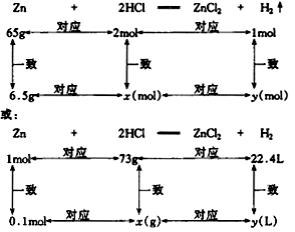 Zn + 2HCl — ZnCl₂ + H₂↑
对应 对应
65g 2mol 1mol
一致 一致 一致
对应 对应
6.5g x(mol) y(mol)
或:
Zn + 2HCl — ZnCl₂ + H₂
对应 对应
1mol 73g 22.4L
一致 一致 一致
对应 对应
0.1mol x(g) y(L)